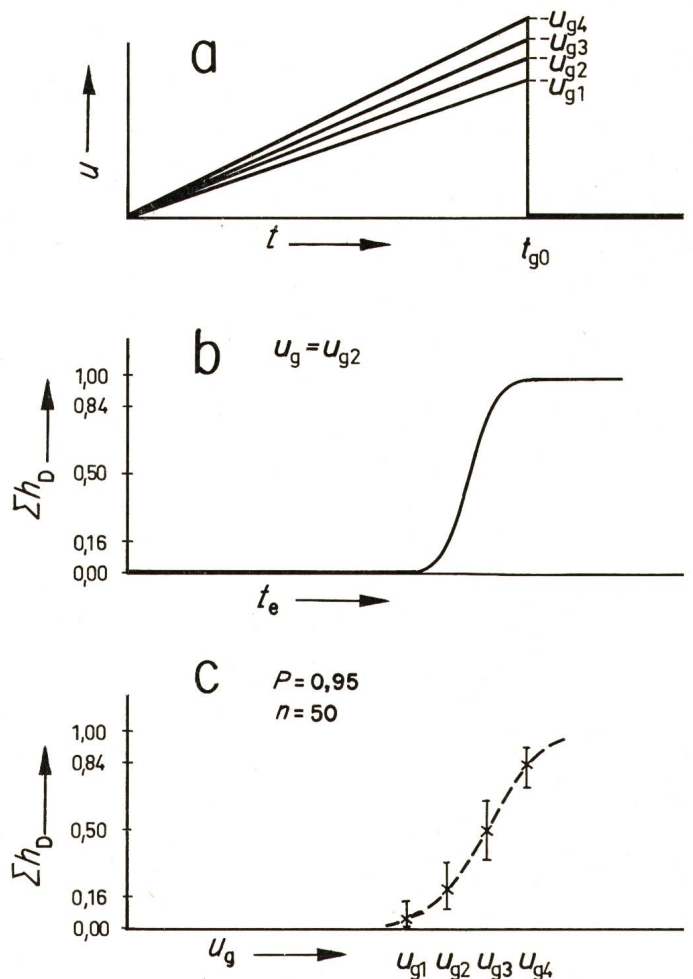 a
u_g4
u_g3
u_g2
u_g1
u
t
t_g0
b
u_g = u_g2
1,00
0,84
0,50
0,16
0,00
Σh_D
t_e
c
P = 0,95
n = 50
1,00
0,84
0,50
0,16
0,00
Σh_D
u_g
u_g1 u_g2 u_g3 u_g4